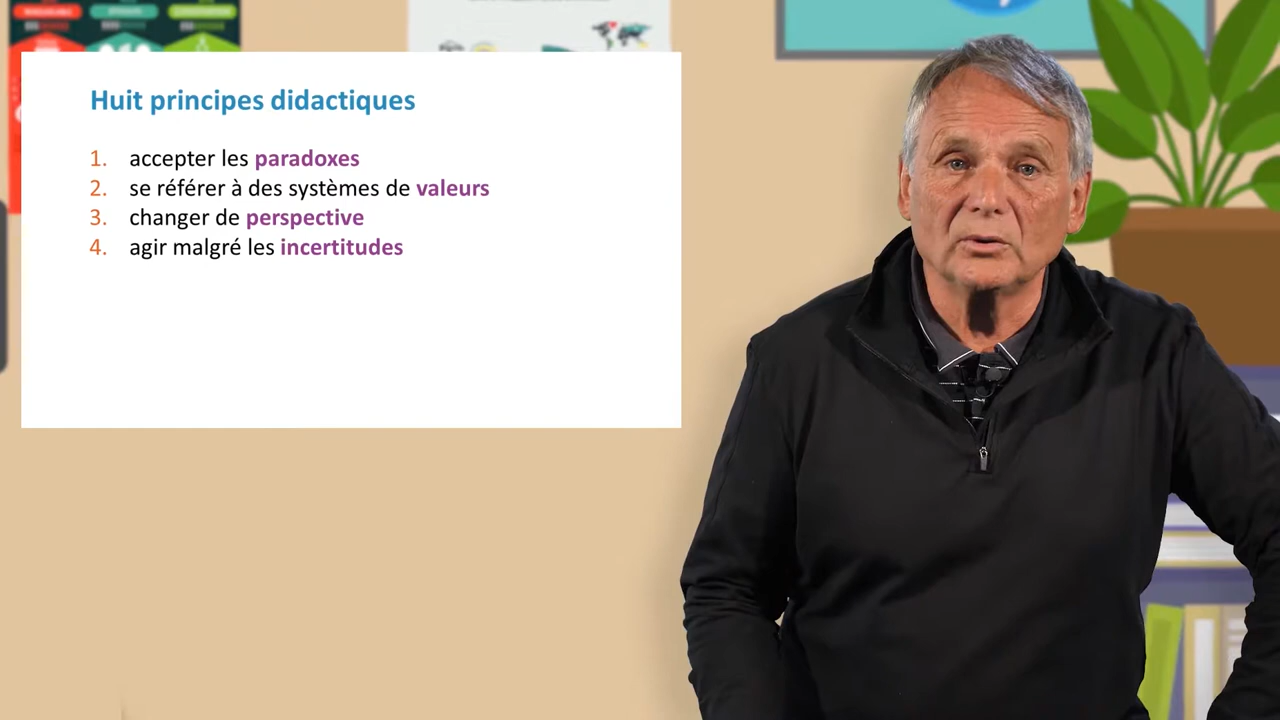 Huit principes didactiques
1. accepter les paradoxes
2. se référer à des systèmes de valeurs
3. changer de perspective
4. agir malgré les incertitudes